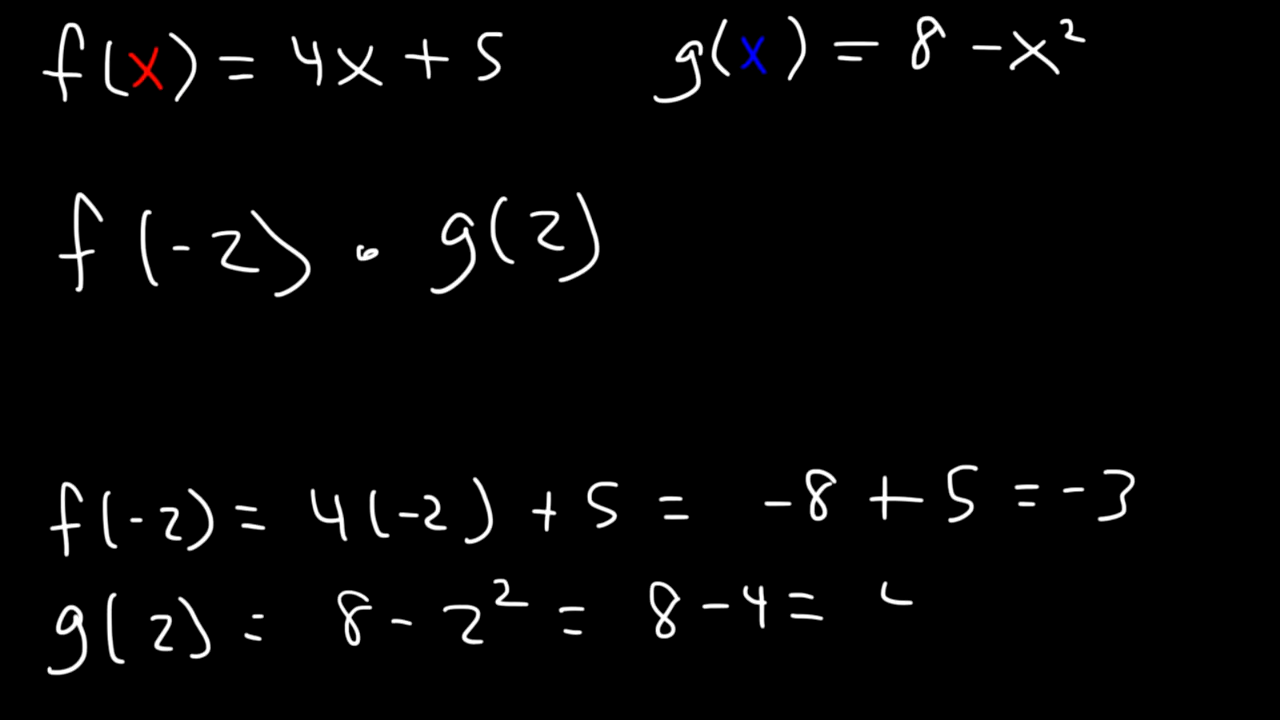 f(x) = 4x + 5 g(x) = 8 - x²
f(-2) • g(2)
f(-2) = 4(-2) + 5 = -8 + 5 = -3
g(2) = 8 - 2² = 8 - 4 =